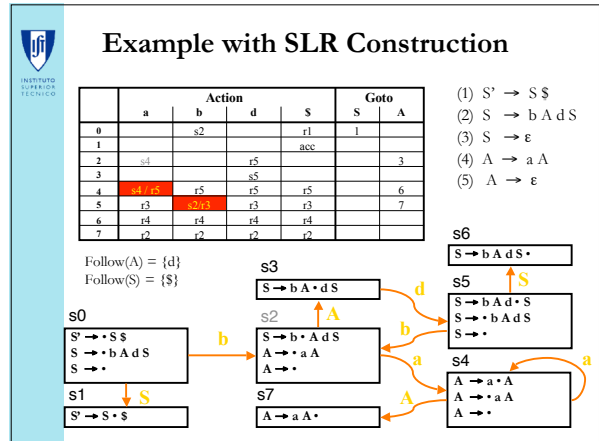 Example with SLR Construction
INSTITUTO
SUPERIOR
TECNICO
Action Goto
a b d $ S A
0 s2 r1 1
1 acc
2 s4 r5 3
3 s5
4 s4 / r5 r5 r5 r5 6
5 r3 s2/r3 r3 r3 7
6 r4 r4 r4 r4
7 r2 r2 r2 r2
(1) S' → S $
(2) S → b A d S
(3) S → ε
(4) A → a A
(5) A → ε
Follow(A) = {d}
Follow(S) = {$}
s0
S' → • S $
S → • b A d S
S → •
b
S
s1
S' → S • $
s3
S → b A • d S
A
s2
S → b • A d S
A → • a A
A → •
s7
A → a A •
d
b
a
A
s6
S → b A d S •
S
s5
S → b A d • S
S → • b A d S
S → •
s4
A → a • A
A → • a A
A → •
a